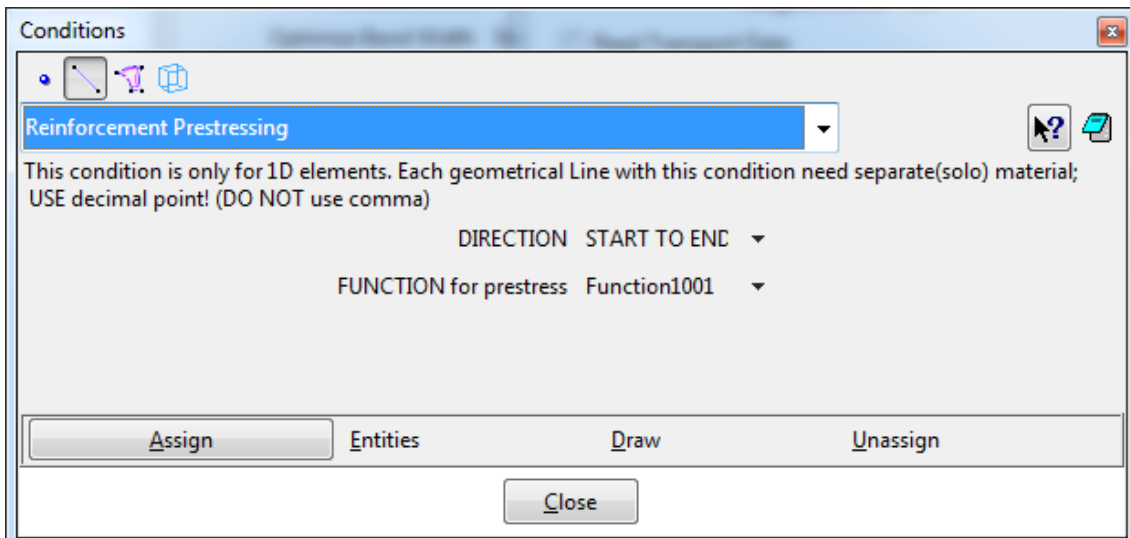 Conditions
Reinforcement Prestressing
This condition is only for 1D elements. Each geometrical Line with this condition need separate(solo) material;
USE decimal point! (DO NOT use comma)
DIRECTION START TO END
FUNCTION for prestress Function1001
Assign Entities Draw Unassign
Close